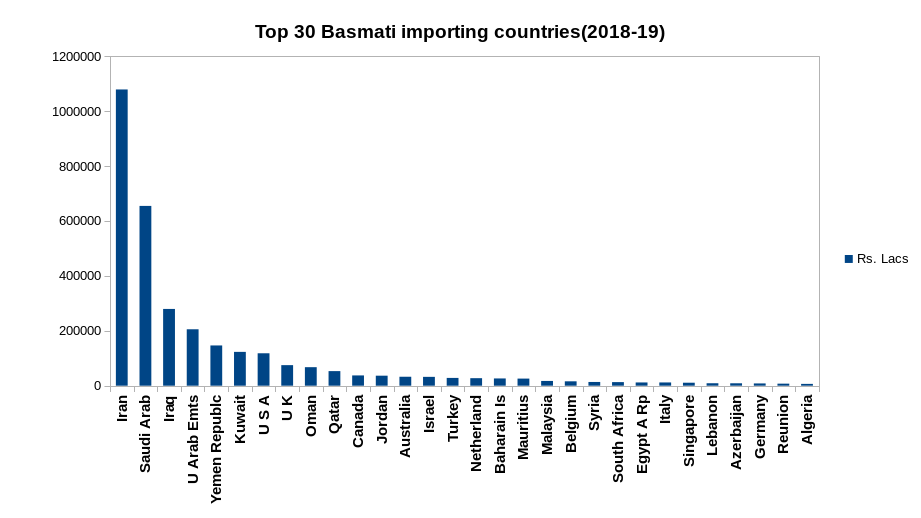 Top 30 Basmati importing countries(2018-19)
1200000
1000000
800000
600000
400000
200000
0
Rs. Lacs
Iran
Saudi Arab
Iraq
U Arab Emts
Yemen Republc
Kuwait
U S A
U K
Oman
Qatar
Canada
Jordan
Australia
Israel
Turkey
Netherland
Baharain Is
Mauritius
Malaysia
Belgium
Syria
South Africa
Egypt A Rp
Italy
Singapore
Lebanon
Azerbaijan
Germany
Reunion
Algeria